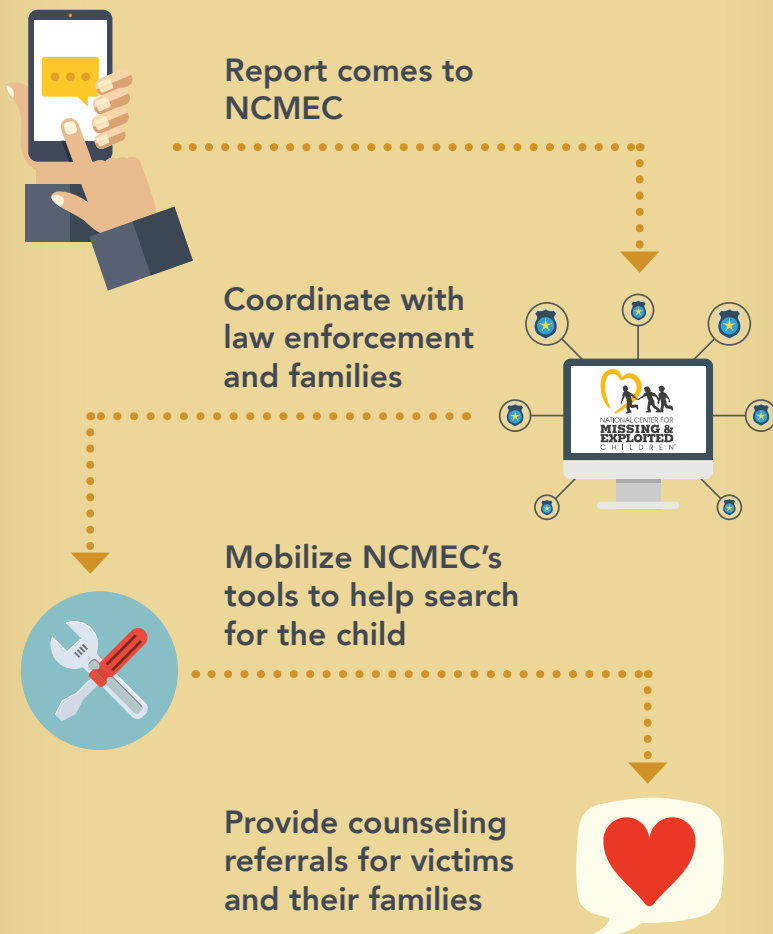 Report comes to
NCMEC
Coordinate with
law enforcement
and families
NATIONAL CENTER FOR
MISSING &
EXPLOITED
CHILDREN®
Mobilize NCMEC's
tools to help search
for the child
Provide counseling
referrals for victims
and their families